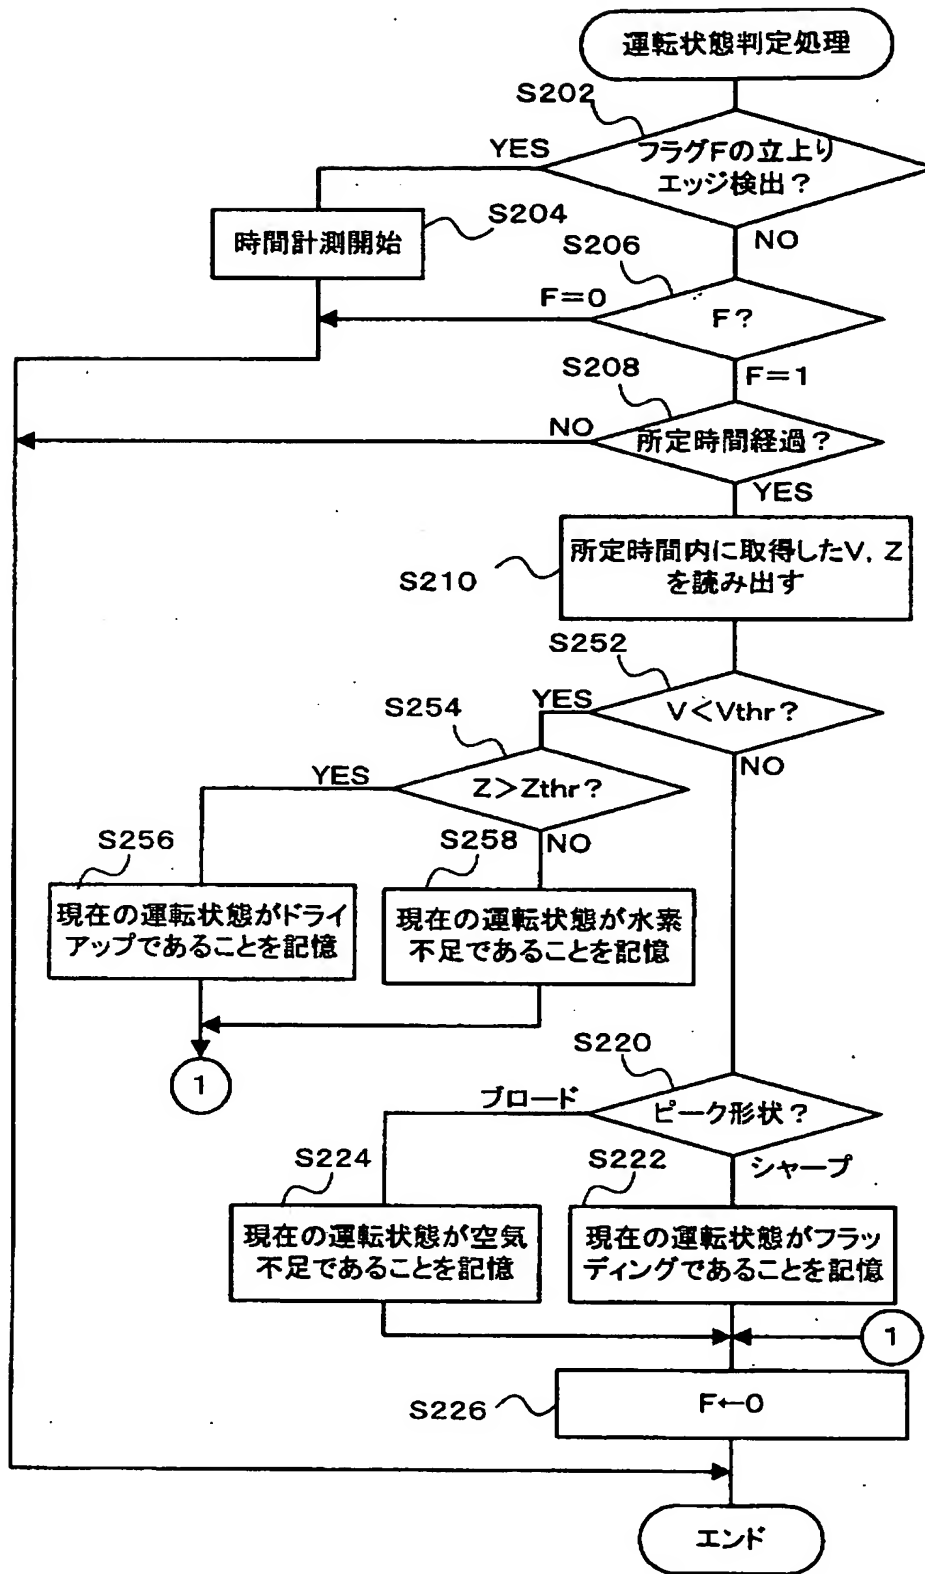 運転状態判定処理
S202
フラグFの立上り
エッジ検出？
YES
NO
S204
時間計測開始
S206
F？
F＝0
F＝1
S208
所定時間経過？
NO
YES
S210
所定時間内に取得したV, Z
を読み出す
S252
V＜Vthr？
YES
NO
S254
Z＞Zthr？
YES
NO
S256
現在の運転状態がドライ
アップであることを記憶
S258
現在の運転状態が水素
不足であることを記憶
1
S220
ピーク形状？
ブロード
シャープ
S224
現在の運転状態が空気
不足であることを記憶
S222
現在の運転状態がフラッ
ディングであることを記憶
1
S226
F←0
エンド